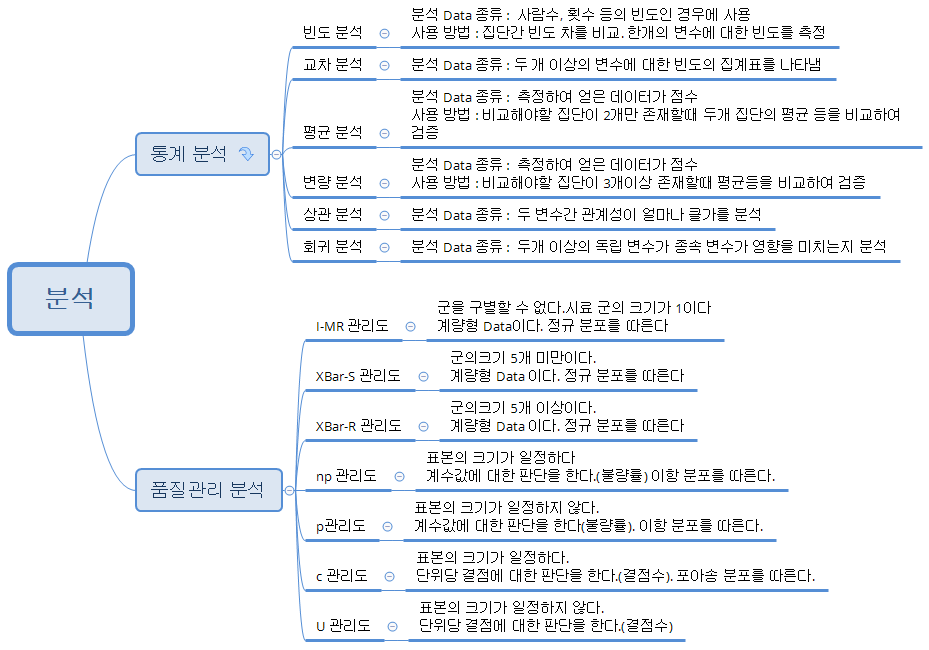 분석
통계 분석
빈도 분석
분석 Data 종류 : 사람수, 횟수 등의 빈도인 경우에 사용
사용 방법 : 집단간 빈도 차를 비교. 한개의 변수에 대한 빈도를 측정
교차 분석
분석 Data 종류 : 두 개 이상의 변수에 대한 빈도의 집계표를 나타냄
평균 분석
분석 Data 종류 : 측정하여 얻은 데이터가 점수
사용 방법 : 비교해야할 집단이 2개만 존재할때 두개 집단의 평균 등을 비교하여
검증
변량 분석
분석 Data 종류 : 측정하여 얻은 데이터가 점수
사용 방법 : 비교해야할 집단이 3개이상 존재할때 평균등을 비교하여 검증
상관 분석
분석 Data 종류 : 두 변수간 관계성이 얼마나 클가를 분석
회귀 분석
분석 Data 종류 : 두개 이상의 독립 변수가 종속 변수가 영향을 미치는지 분석
품질관리 분석
I-MR 관리도
군을 구별할 수 없다.시료 군의 크기가 1이다
계량형 Data이다. 정규 분포를 따른다
XBar-S 관리도
군의크기 5개 미만이다.
계량형 Data 이다. 정규 분포를 따른다
XBar-R 관리도
군의크기 5개 이상이다.
계량형 Data 이다. 정규 분포를 따른다
np 관리도
표본의 크기가 일정하다
계수값에 대한 판단을 한다.(불량률) 이항 분포를 따른다.
p관리도
표본의 크기가 일정하지 않다.
계수값에 대한 판단을 한다(불량률). 이항 분포를 따른다.
c 관리도
표본의 크기가 일정하다.
단위당 결점에 대한 판단을 한다.(결점수). 포아송 분포를 따른다.
U 관리도
표본의 크기가 일정하지 않다.
단위당 결점에 대한 판단을 한다.(결점수)